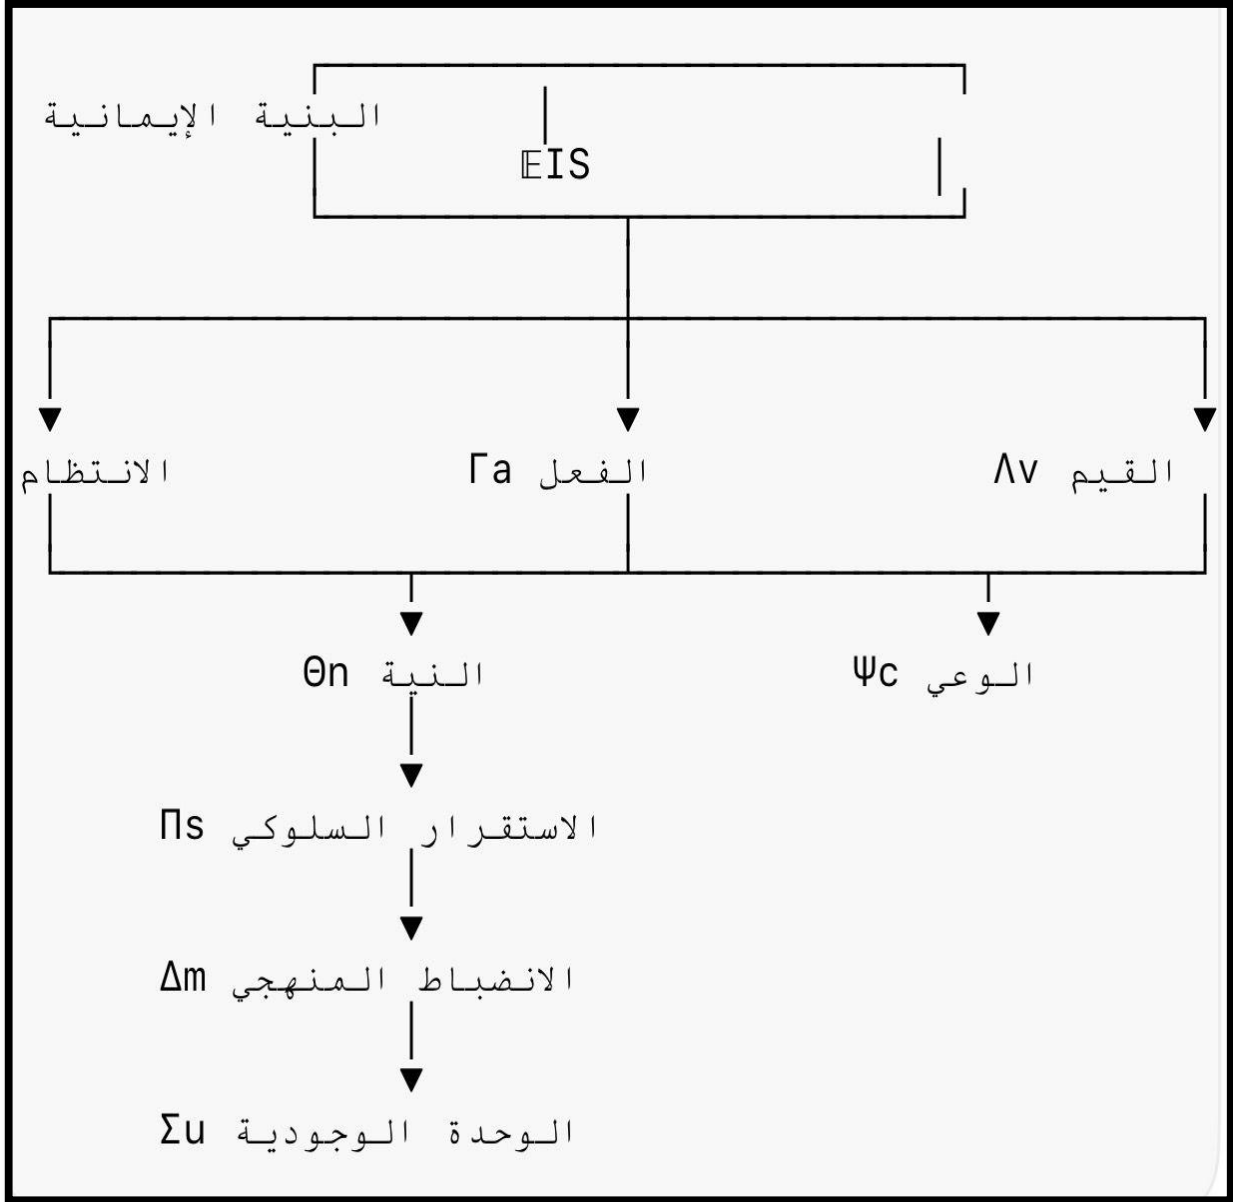 البنية الإيمانية
𝔼IS
القيم Λv
الفعل Γa
الانتظام
الوعي Ψc
النية Θn
الاستقرار السلوكي Πs
الانضباط المنهجي Δm
الوحدة الوجودية Σu